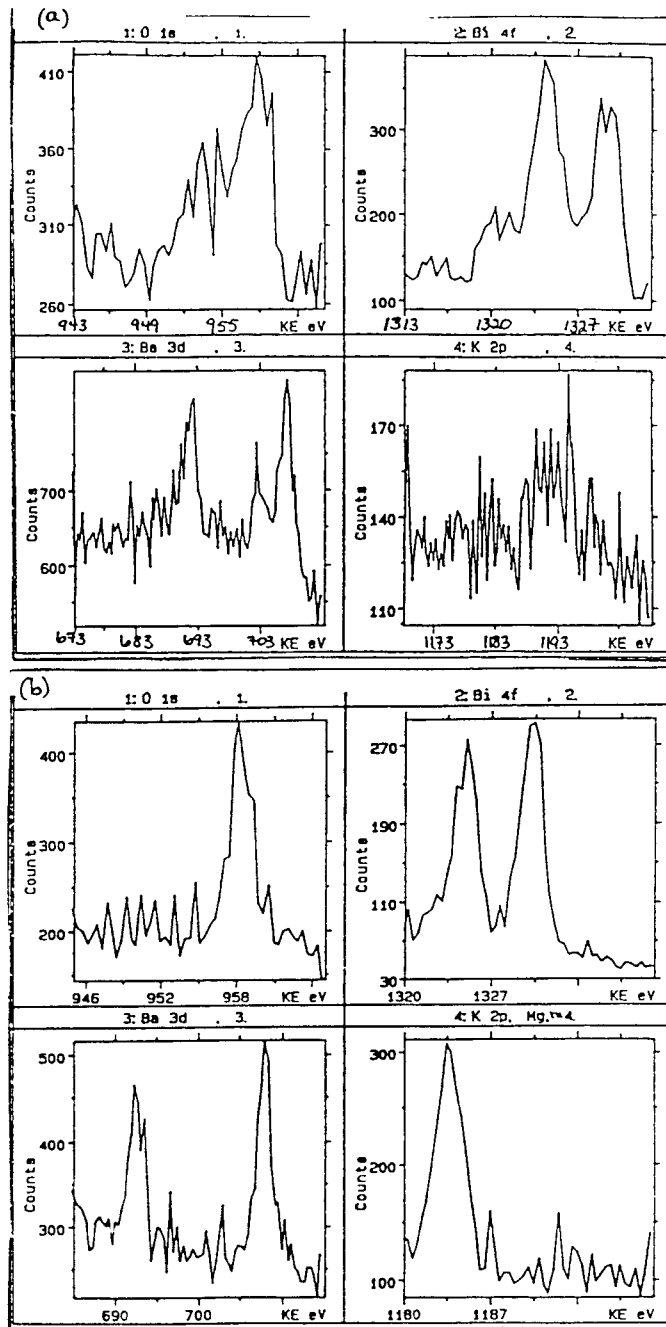 (a)
1: O 1s , 1.
2: Bi 4f , 2.
Counts
410
360
310
260
943
949
955
KE eV
Counts
300
200
100
1313
1320
1327
KE eV
3: Ba 3d , 3.
4: K 2p , 4.
Counts
700
600
673
683
693
703
KE eV
Counts
170
140
110
1173
1183
1193
KE eV
(b)
1: O 1s , 1.
2: Bi 4f , 2.
Counts
400
300
200
946
952
958
KE eV
Counts
270
190
110
30
1320
1327
KE eV
3: Ba 3d , 3.
4: K 2p,
Counts
500
400
300
690
700
KE eV
Counts
300
200
100
1180
1187
KE eV